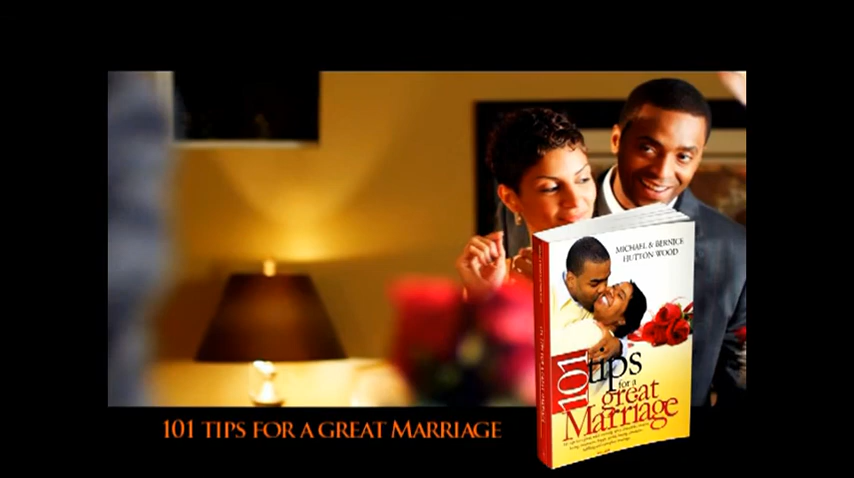 MICHAEL & BERNICE
HUTTON WOOD
101 tips
for a
great
Marriage
101 TIPS FOR A GREAT MARRIAGE